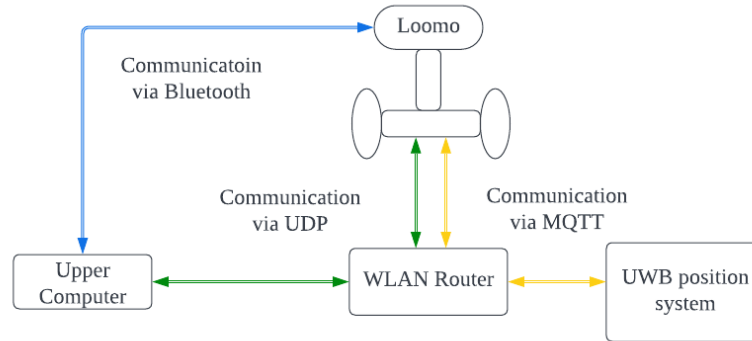 Loomo
Communicatoin
via Bluetooth
Communication
via UDP
Communication
via MQTT
Upper
Computer
WLAN Router
UWB position
system